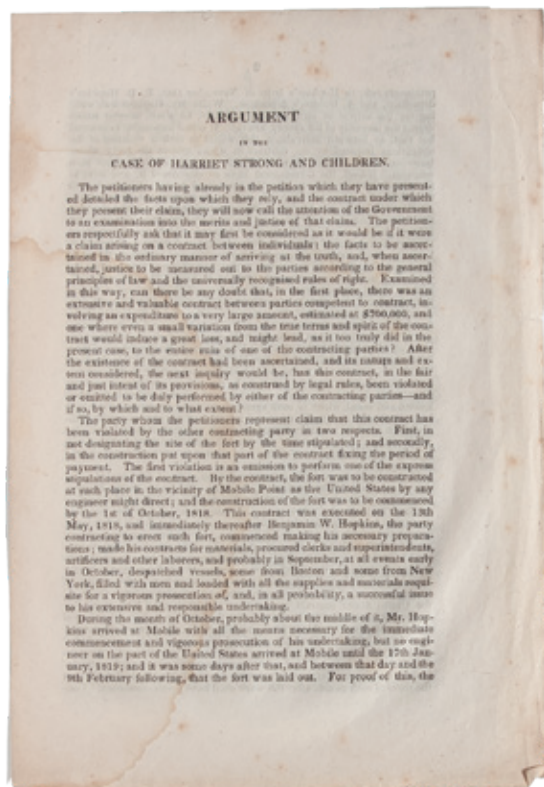 ARGUMENT
IN THE
CASE OF HARRIET STRONG AND CHILDREN.
The petitioners having already in the petition which they have present-
ed detailed the facts upon which they rely, and the contract under which
they present their claim, they will now call the attention of the Government
to an examination into the merits and justice of that claim. The petition-
ers respectfully ask that it may first be considered as it would be if it were
a claim arising on a contract between individuals: the facts to be ascer-
tained in the ordinary manner of arriving at the truth, and, when ascer-
tained, justice to be measured out to the parties according to the general
principles of law and the universally recognised rules of right. Examined
in this way, can there be any doubt that, in the first place, there was an
extensive and valuable contract between parties competent to contract, in-
volving an expenditure to a very large amount, estimated at $700,000, and
one where even a small variation from the true terms and spirit of the con-
tract would induce a great loss, and might lead, as it too truly did in the
present case, to the entire ruin of one of the contracting parties? After
the existence of the contract had been ascertained, and its nature and ex-
tent considered, the next inquiry would be, has this contract, in the fair
and just intent of its provisions, as construed by legal rules, been violated
or omitted to be duly performed by either of the contracting parties—and
if so, by which and to what extent?
The party whom the petitioners represent claim that this contract has
been violated by the other contracting party in two respects. First, in
not designating the site of the fort by the time stipulated; and secondly,
in the construction put upon that part of the contract fixing the period of
payment. The first violation is an omission to perform one of the express
stipulations of the contract. By the contract, the fort was to be constructed
at such place in the vicinity of Mobile Point as the United States by any
engineer might direct; and the construction of the fort was to be commenced
by the 1st of October, 1818. This contract was executed on the
May, 1818, and immediately thereafter Benjamin W. Hopkins, the party
contracting to erect such fort, commenced making his necessary prepara-
tions; made his contracts for materials, procured clerks and superintendents,
artificers and other laborers, and probably in September, at all events early
in October, despatched vessels, some from Boston and some from New
York, filled with men and loaded with all the supplies and materials requi-
site for a vigorous prosecution of, and, in all probability, a successful issue
to his extensive and responsible undertaking.
During the month of October, probably about the middle of it, Mr. Hop-
kins arrived at Mobile with all the means necessary for the immediate
commencement and vigorous prosecution of his undertaking, but no engi-
neer on the part of the United States arrived at Mobile until the 17th Jan-
uary, 1819; and it was some days after that, and between that day and the
9th February following, that the fort was laid out. For proof of this, the